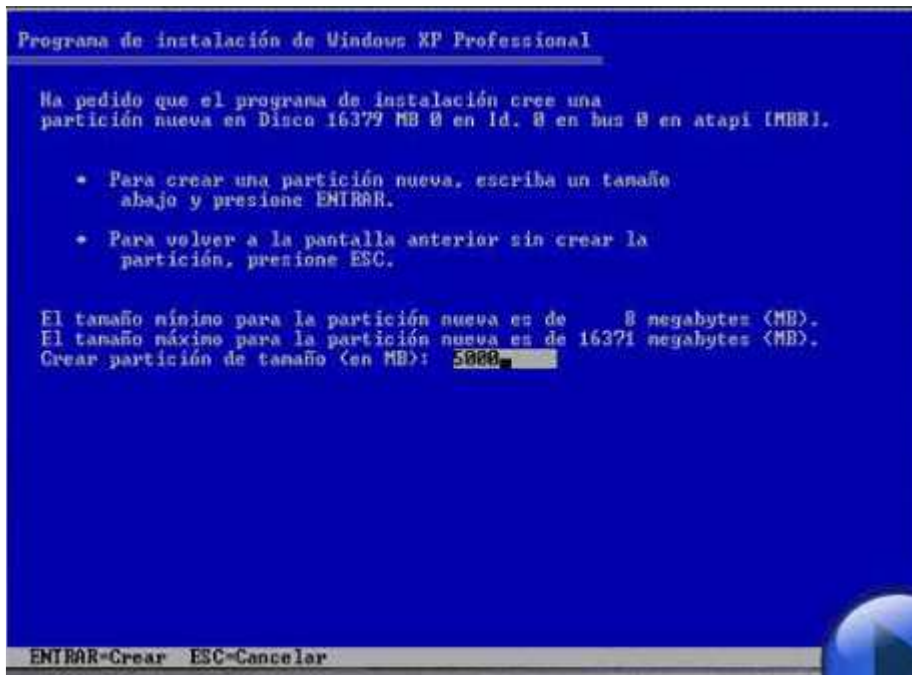 Programa de instalación de Windows XP Professional
Ha pedido que el programa de instalación cree una
partición nueva en Disco 16379 MB 0 en Id. 0 en bus 0 en atapi [MBR].
• Para crear una partición nueva, escriba un tamaño
abajo y presione ENTRAR.
• Para volver a la pantalla anterior sin crear la
partición, presione ESC.
El tamaño mínimo para la partición nueva es de 8 megabytes (MB).
El tamaño máximo para la partición nueva es de 16371 megabytes (MB).
Crear partición de tamaño (en MB): 5000
ENTRAR=Crear ESC=Cancelar